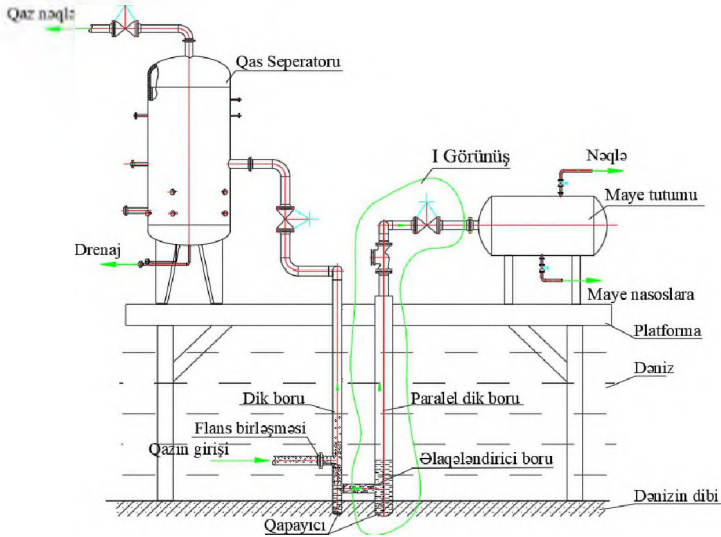 Qaz nəqlə
Qas Seperatoru
I Görünüş
Nəqlə
Maye tutumu
Drenaj
Maye nasoslara
Platforma
Dəniz
Dik boru
Paralel dik boru
Flans birləşməsi
Qazın girişi
Əlaqələndirici boru
Dənizin dibi
Qapayıcı